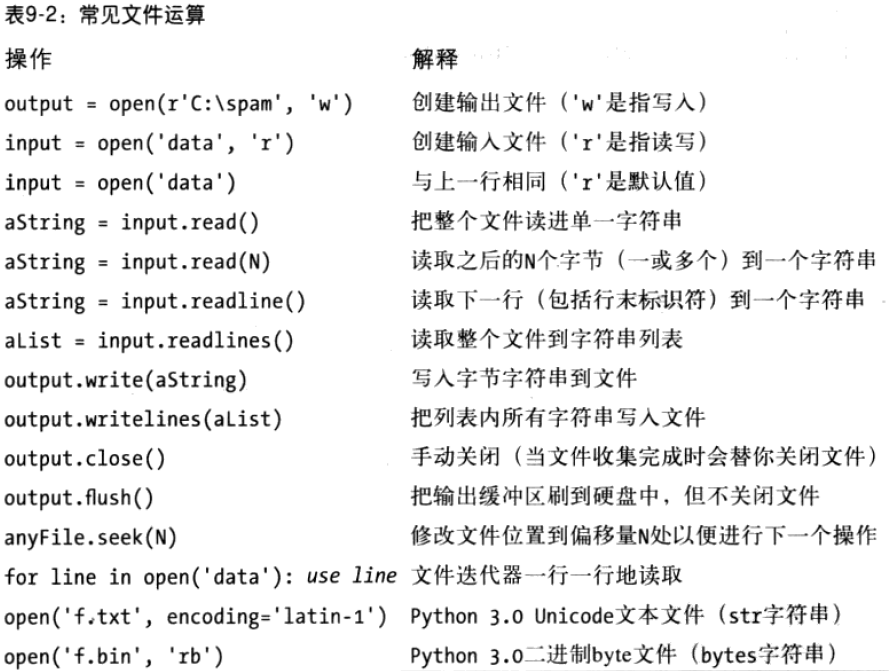 表9-2：常见文件运算
操作 解释
output = open(r'C:\spam', 'w') 创建输出文件（'w'是指写入）
input = open('data', 'r') 创建输入文件（'r'是指读写）
input = open('data') 与上一行相同（'r'是默认值）
aString = input.read() 把整个文件读进单一字符串
aString = input.read(N) 读取之后的N个字节（一或多个）到一个字符串
aString = input.readline() 读取下一行（包括行末标识符）到一个字符串
aList = input.readlines() 读取整个文件到字符串列表
output.write(aString) 写入字节字符串到文件
output.writelines(aList) 把列表内所有字符串写入文件
output.close() 手动关闭（当文件收集完成时会替你关闭文件）
output.flush() 把输出缓冲区刷到硬盘中，但不关闭文件
anyFile.seek(N) 修改文件位置到偏移量N处以便进行下一个操作
for line in open('data'): use line 文件迭代器一行一行地读取
open('f.txt', encoding='latin-1') Python 3.0 Unicode文本文件（str字符串）
open('f.bin', 'rb') Python 3.0二进制byte文件（bytes字符串）